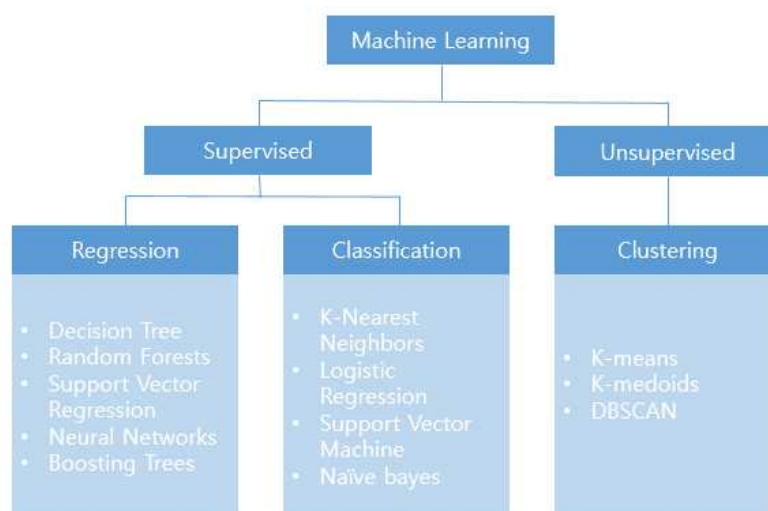 Machine Learning
Supervised
Unsupervised
Regression
• Decision Tree
• Random Forests
• Support Vector
Regression
• Neural Networks
• Boosting Trees
Classification
• K-Nearest
Neighbors
• Logistic
Regression
• Support Vector
Machine
• Naïve bayes
Clustering
• K-means
• K-medoids
• DBSCAN